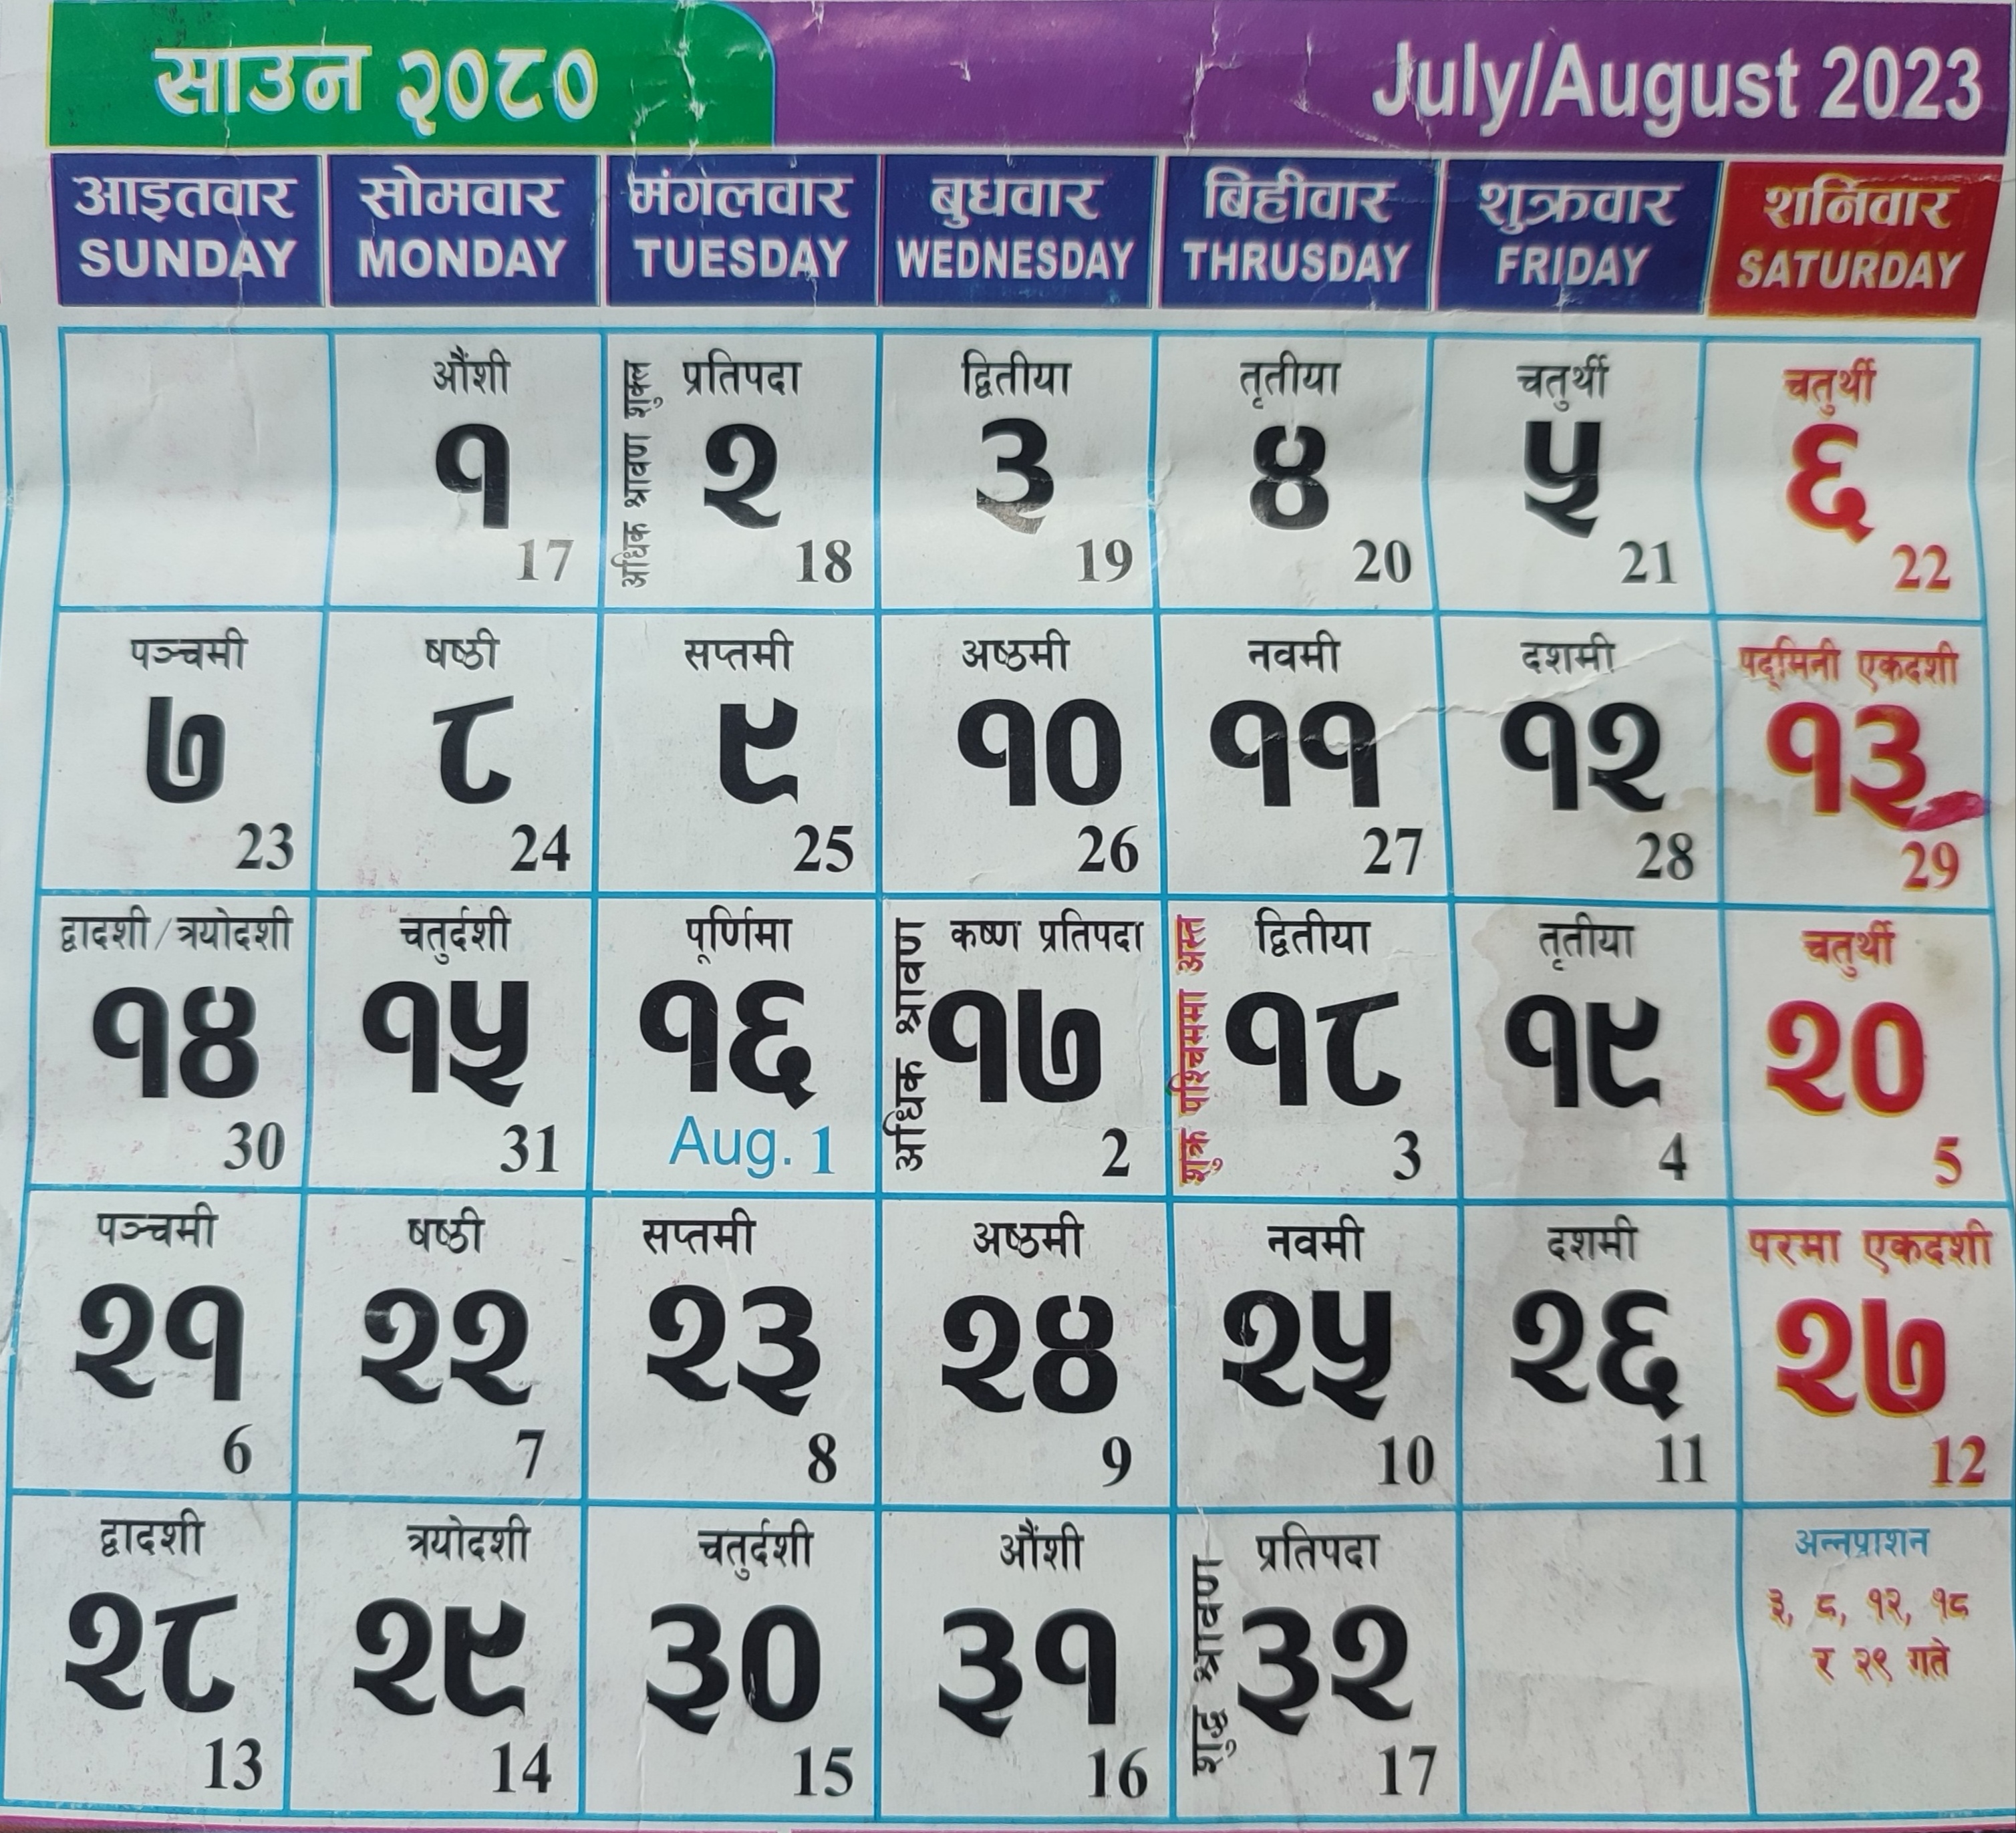 साउन २०८०
July/August 2023
आइतवार सोमवार मंगलवार बुधवार बिहीवार शुक्रवार शनिवार
SUNDAY MONDAY TUESDAY WEDNESDAY THRUSDAY FRIDAY SATURDAY
औंशी
१
17
अधिक श्रावण शुक्ल
प्रतिपदा
२
18
द्वितीया
३
19
तृतीया
४
20
चतुर्थी
५
21
चतुर्थी
६
22
पञ्चमी
७
23
षष्ठी
८
24
सप्तमी
९
25
अष्ठमी
१०
26
नवमी
११
27
दशमी
१२
28
पद्मिनी एकदशी
१३
29
द्वादशी/त्रयोदशी
१४
30
चतुर्दशी
१५
31
पूर्णिमा
१६
Aug. 1
अधिक श्रावण
कष्ण प्रतिपदा
१७
2
शुक्र पश्चिममा अस्त
द्वितीया
१८
3
तृतीया
१९
4
चतुर्थी
२०
5
पञ्चमी
२१
6
षष्ठी
२२
7
सप्तमी
२३
8
अष्ठमी
२४
9
नवमी
२५
10
दशमी
२६
11
परमा एकदशी
२७
12
द्वादशी
२८
13
त्रयोदशी
२९
14
चतुर्दशी
३०
15
औंशी
३१
16
शुद्ध श्रावण
प्रतिपदा
३२
17
अन्नप्राशन
३, ८, १२, १८
र २९ गते